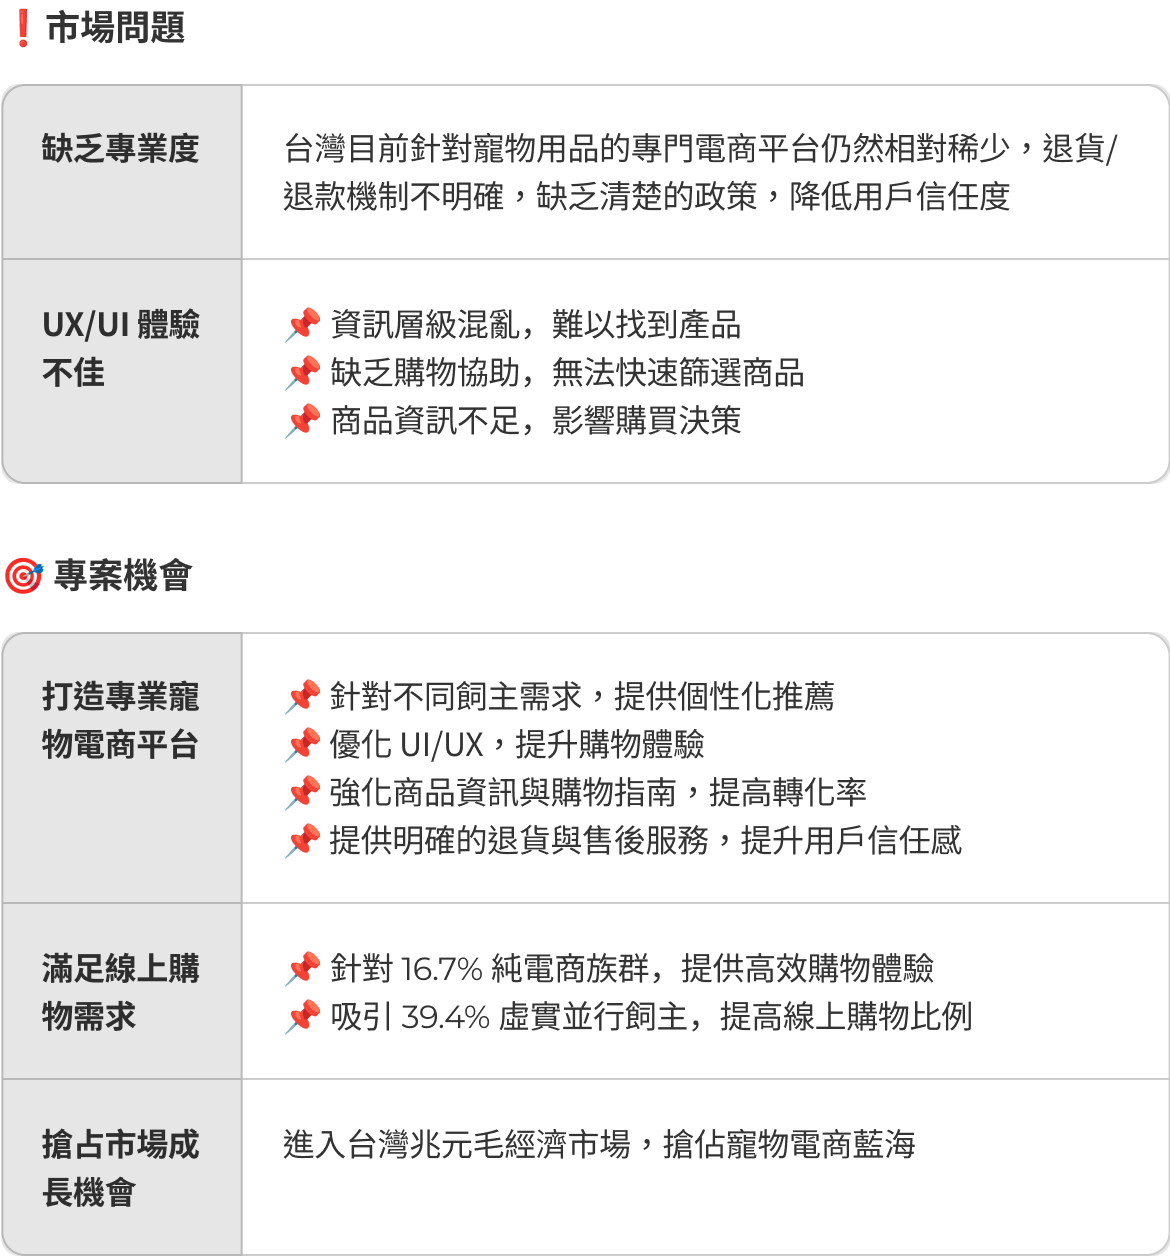 ❗市場問題
缺乏專業度
台灣目前針對寵物用品的專門電商平台仍然相對稀少，退貨/
退款機制不明確，缺乏清楚的政策，降低用戶信任度
UX/UI 體驗
不佳
📌 資訊層級混亂，難以找到產品
📌 缺乏購物協助，無法快速篩選商品
📌 商品資訊不足，影響購買決策
🎯 專案機會
打造專業寵
物電商平台
📌 針對不同飼主需求，提供個性化推薦
📌 優化 UI/UX，提升購物體驗
📌 強化商品資訊與購物指南，提高轉化率
📌 提供明確的退貨與售後服務，提升用戶信任感
滿足線上購
物需求
📌 針對 16.7% 純電商族群，提供高效購物體驗
📌 吸引 39.4% 虛實並行飼主，提高線上購物比例
搶占市場成
長機會
進入台灣兆元毛經濟市場，搶佔寵物電商藍海